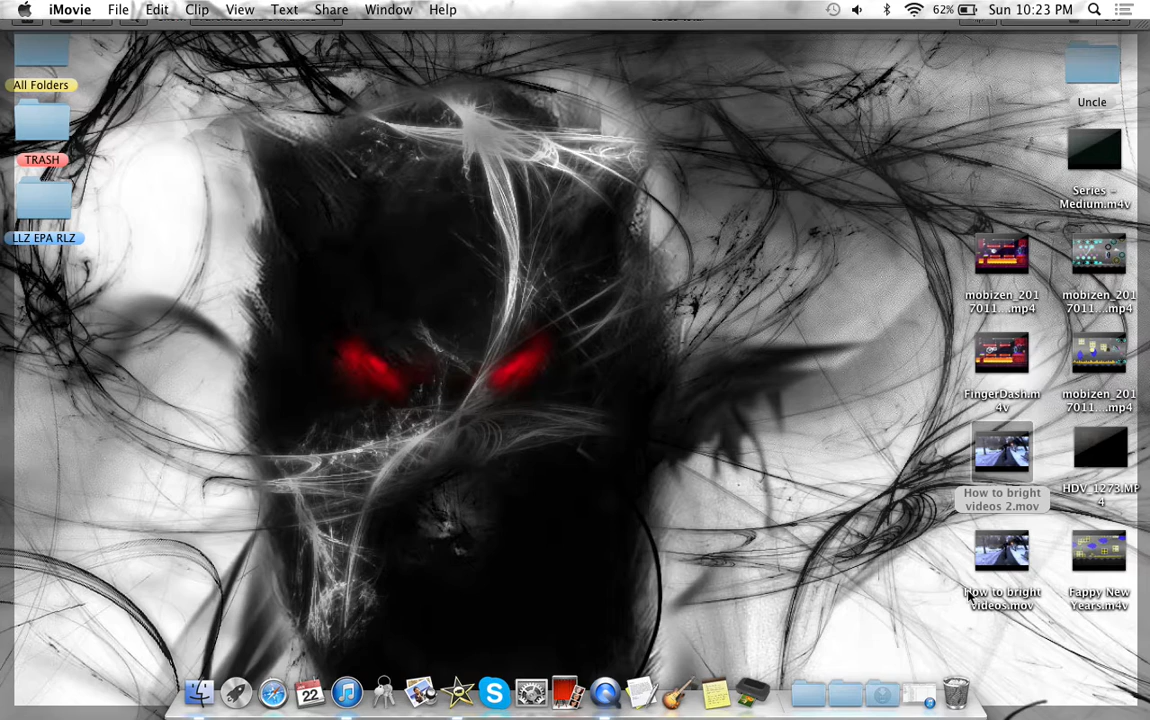 iMovie File Edit Clip View Text Share Window Help 62% Sun 10:23 PM
All Folders
TRASH
LLZ EPA RLZ
Uncle
Series -
Medium.m4v
mobizen_201
7011....mp4
mobizen_201
7011....mp4
FingerDash.m
4v
mobizen_201
7011....mp4
How to bright
videos 2.mov
HDV_1273.MP
4
How to bright
videos.mov
Fappy New
Years.m4v
22